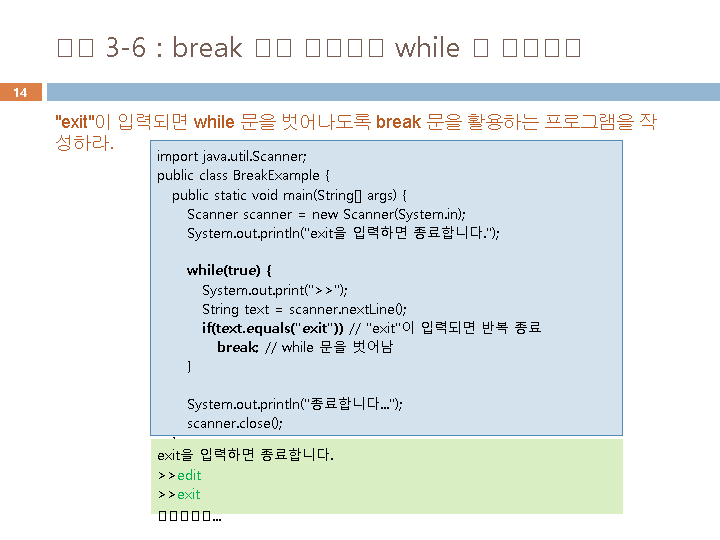 3-6 : break while
14
"exit"이 입력되면 while 문을 벗어나도록 break 문을 활용하는 프로그램을 작
성하라.
import java.util.Scanner;
public class BreakExample {
public static void main(String[] args) {
Scanner scanner = new Scanner(System.in);
System.out.println("exit을 입력하면 종료합니다.");
while(true) {
System.out.print(">>");
String text = scanner.nextLine();
if(text.equals("exit")) // "exit"이 입력되면 반복 종료
break; // while 문을 벗어남
}
System.out.println("종료합니다...");
scanner.close();
exit을 입력하면 종료합니다.
>>edit
>>exit
...